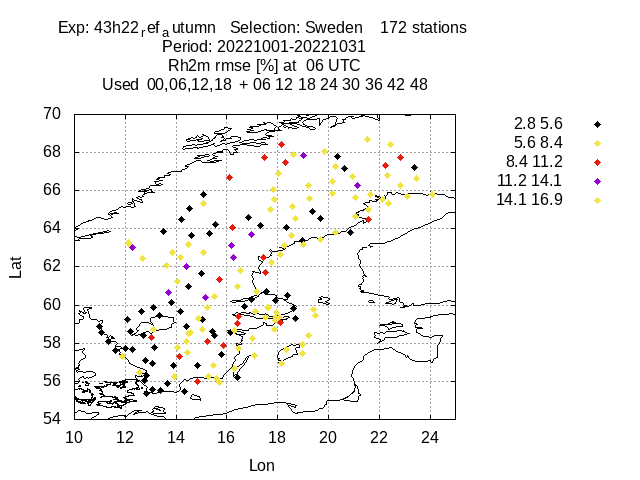 Exp: 43h22ref autumn Selection: Sweden 172 stations
Period: 20221001-20221031
Rh2m rmse [%] at 06 UTC
Used 00,06,12,18 + 06 12 18 24 30 36 42 48
70
68
66
64
62
60
58
56
54
Lat
10 12 14 16 18 20 22 24
Lon
2.8 5.6
5.6 8.4
8.4 11.2
11.2 14.1
14.1 16.9